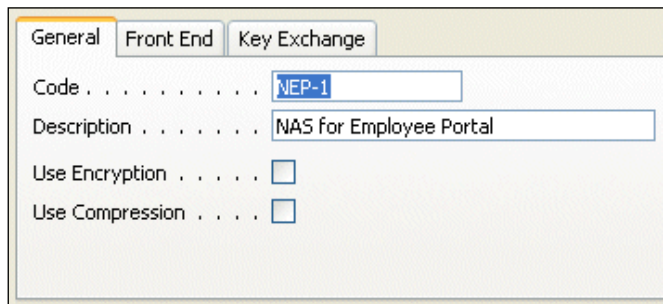 General Front End Key Exchange
Code . . . . . . . . . . NEP-1
Description . . . . . . . NAS for Employee Portal
Use Encryption . . . . .
Use Compression . . . .